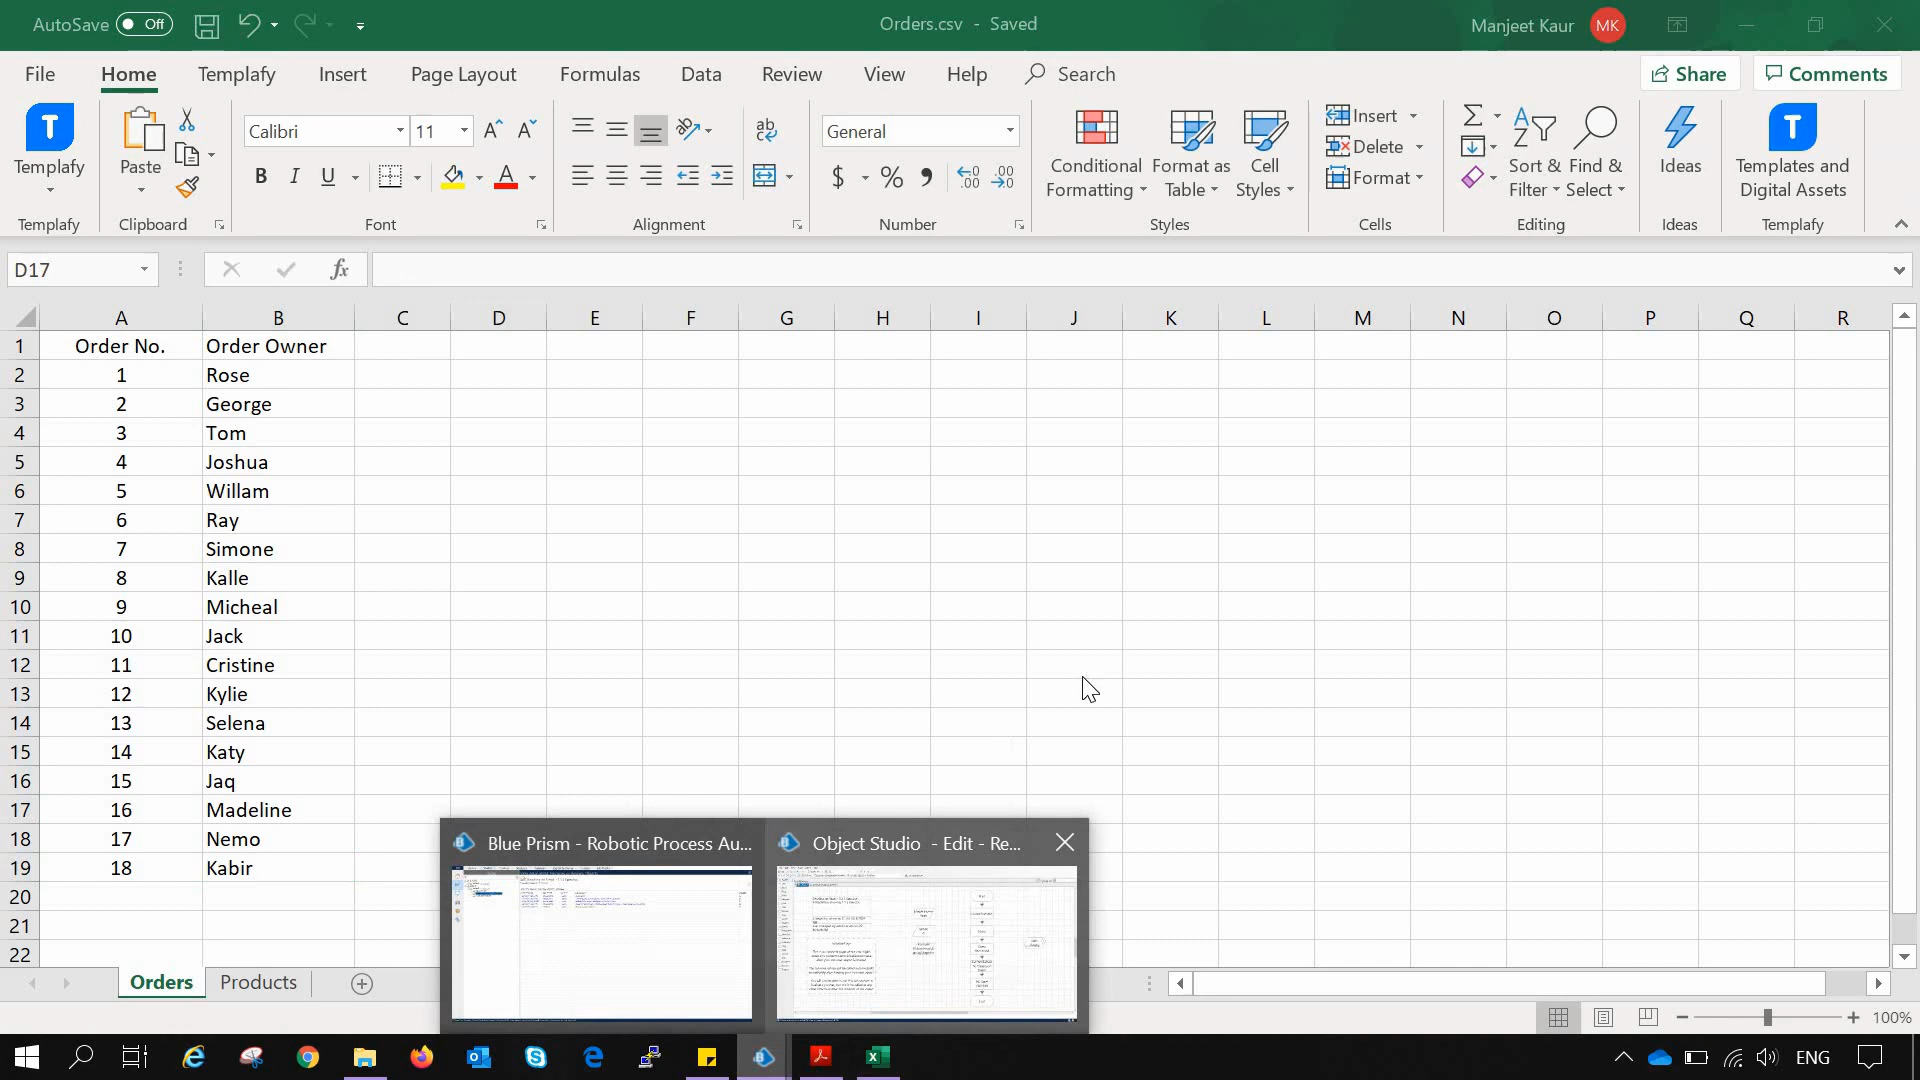 AutoSave Off
Orders.csv - Saved
Manjeet Kaur MK
File Home Templafy Insert Page Layout Formulas Data Review View Help Search Share Comments
Templafy
Paste
Calibri 11
B I U
A
ab
General
$ % 9 .00 .00
Conditional Formatting
Format as Table
Cell Styles
Insert
Delete
Format
Sort & Filter
Find & Select
Ideas
Templates and Digital Assets
Templafy Clipboard Font Alignment Number Styles Cells Editing Ideas Templafy
D17 fx
A B C D E F G H I J K L M N O P Q R
1 Order No. Order Owner
2 1 Rose
3 2 George
4 3 Tom
5 4 Joshua
6 5 Willam
7 6 Ray
8 7 Simone
9 8 Kalle
10 9 Micheal
11 10 Jack
12 11 Cristine
13 12 Kylie
14 13 Selena
15 14 Katy
16 15 Jaq
17 16 Madeline
18 17 Nemo
19 18 Kabir
20
21
22
Blue Prism - Robotic Process Au...
Object Studio - Edit - Re...
Orders Products
100%
ENG